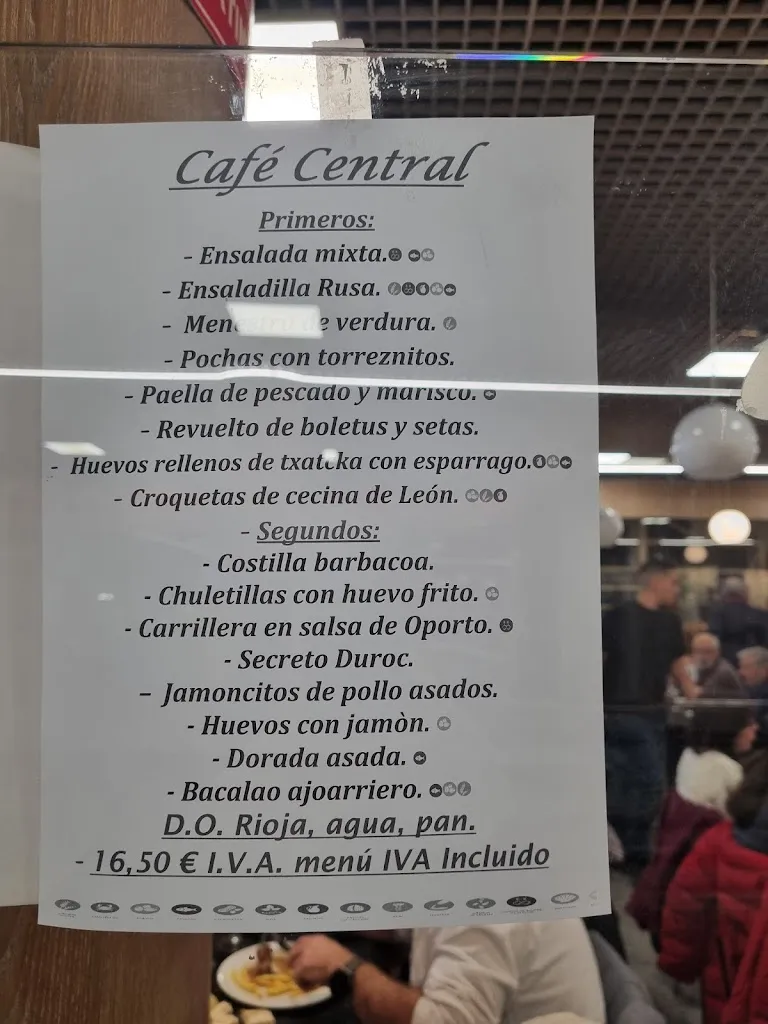 Café Central
Primeros:
- Ensalada mixta.
- Ensaladilla Rusa.
- Menestra de verdura.
- Pochas con torreznitos.
- Paella de pescado y marisco.
- Revuelto de boletus y setas.
- Huevos rellenos de txatcka con esparrago.
- Croquetas de cecina de León.
- Segundos:
- Costilla barbacoa.
- Chuletillas con huevo frito.
- Carrillera en salsa de Oporto.
- Secreto Duroc.
- Jamoncitos de pollo asados.
- Huevos con jamòn.
- Dorada asada.
- Bacalao ajoarriero.
D.O. Rioja, agua, pan.
- 16,50 € I.V.A. menú IVA Incluido